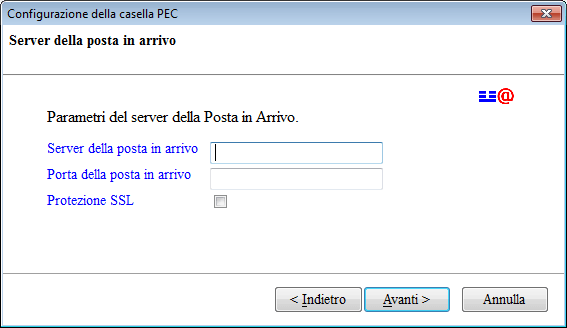 Configurazione della casella PEC
Server della posta in arrivo
@
Parametri del server della Posta in Arrivo.
Server della posta in arrivo
Porta della posta in arrivo
Protezione SSL
< Indietro
Avanti >
Annulla